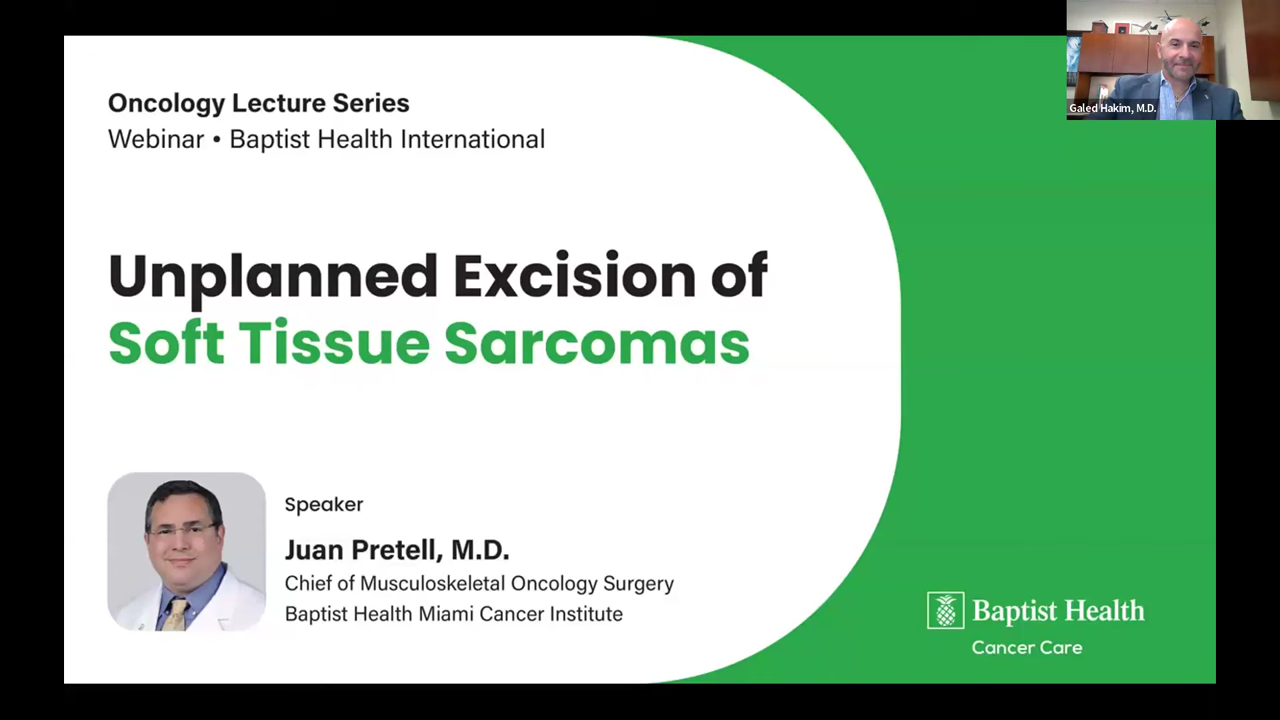 Oncology Lecture Series
Webinar • Baptist Health International
Unplanned Excision of
Soft Tissue Sarcomas
Speaker
Juan Pretell, M.D.
Chief of Musculoskeletal Oncology Surgery
Baptist Health Miami Cancer Institute
Baptist Health
Cancer Care
Galed Hakim, M.D.